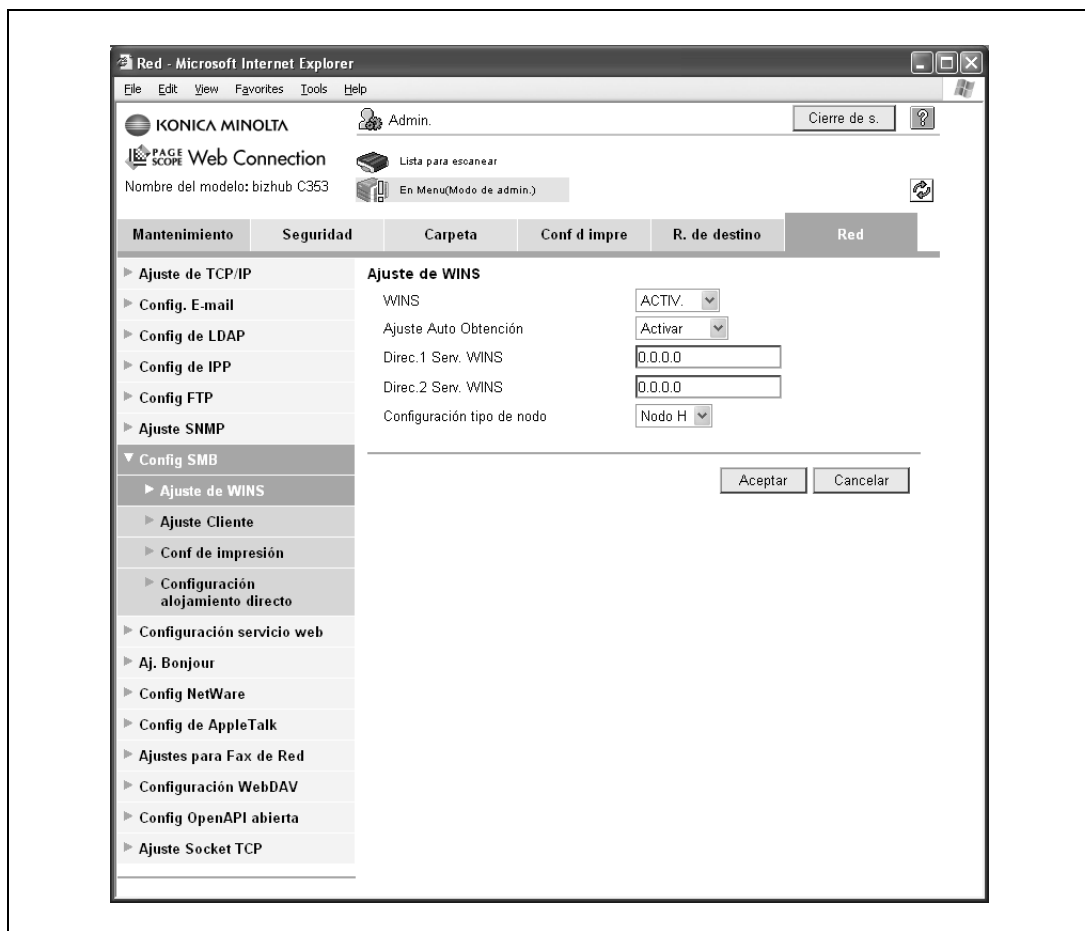 Red - Microsoft Internet Explorer
File Edit View Favorites Tools Help
KONICA MINOLTA
Admin.
Cierre de s.
?
PAGE SCOPE Web Connection
Lista para escanear
Nombre del modelo: bizhub C353
En Menu(Modo de admin.)
Mantenimiento Seguridad Carpeta Conf d impre R. de destino Red
Ajuste de TCP/IP
Config. E-mail
Config de LDAP
Config de IPP
Config FTP
Ajuste SNMP
Config SMB
Ajuste de WINS
Ajuste Cliente
Conf de impresión
Configuración
alojamiento directo
Configuración servicio web
Aj. Bonjour
Config NetWare
Config de AppleTalk
Ajustes para Fax de Red
Configuración WebDAV
Config OpenAPI abierta
Ajuste Socket TCP
Ajuste de WINS
WINS ACTIV.
Ajuste Auto Obtención Activar
Direc.1 Serv. WINS 0.0.0.0
Direc.2 Serv. WINS 0.0.0.0
Configuración tipo de nodo Nodo H
Aceptar Cancelar